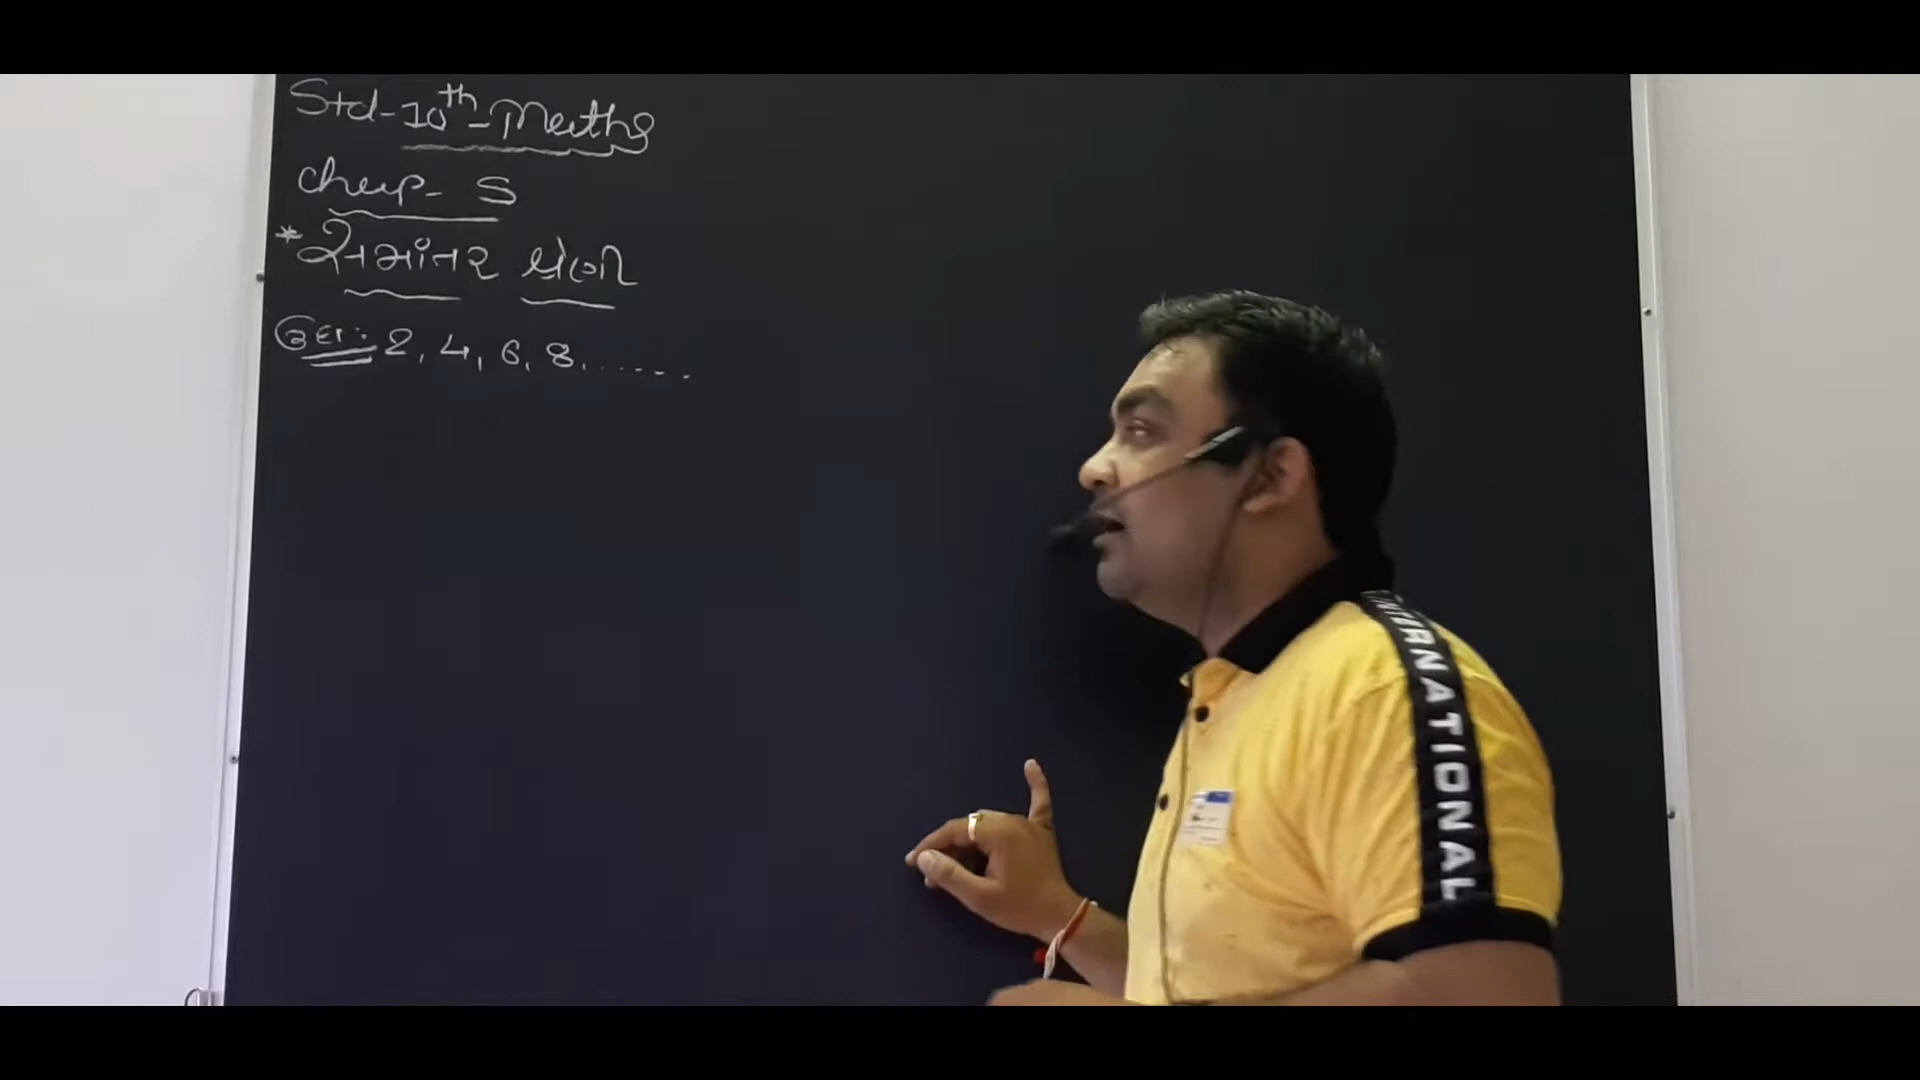 Std-10th-Maths
chap- 5
* સમાંતર શ્રેણી
ઉદા:- 2, 4, 6, 8, ......
INTERNATIONAL